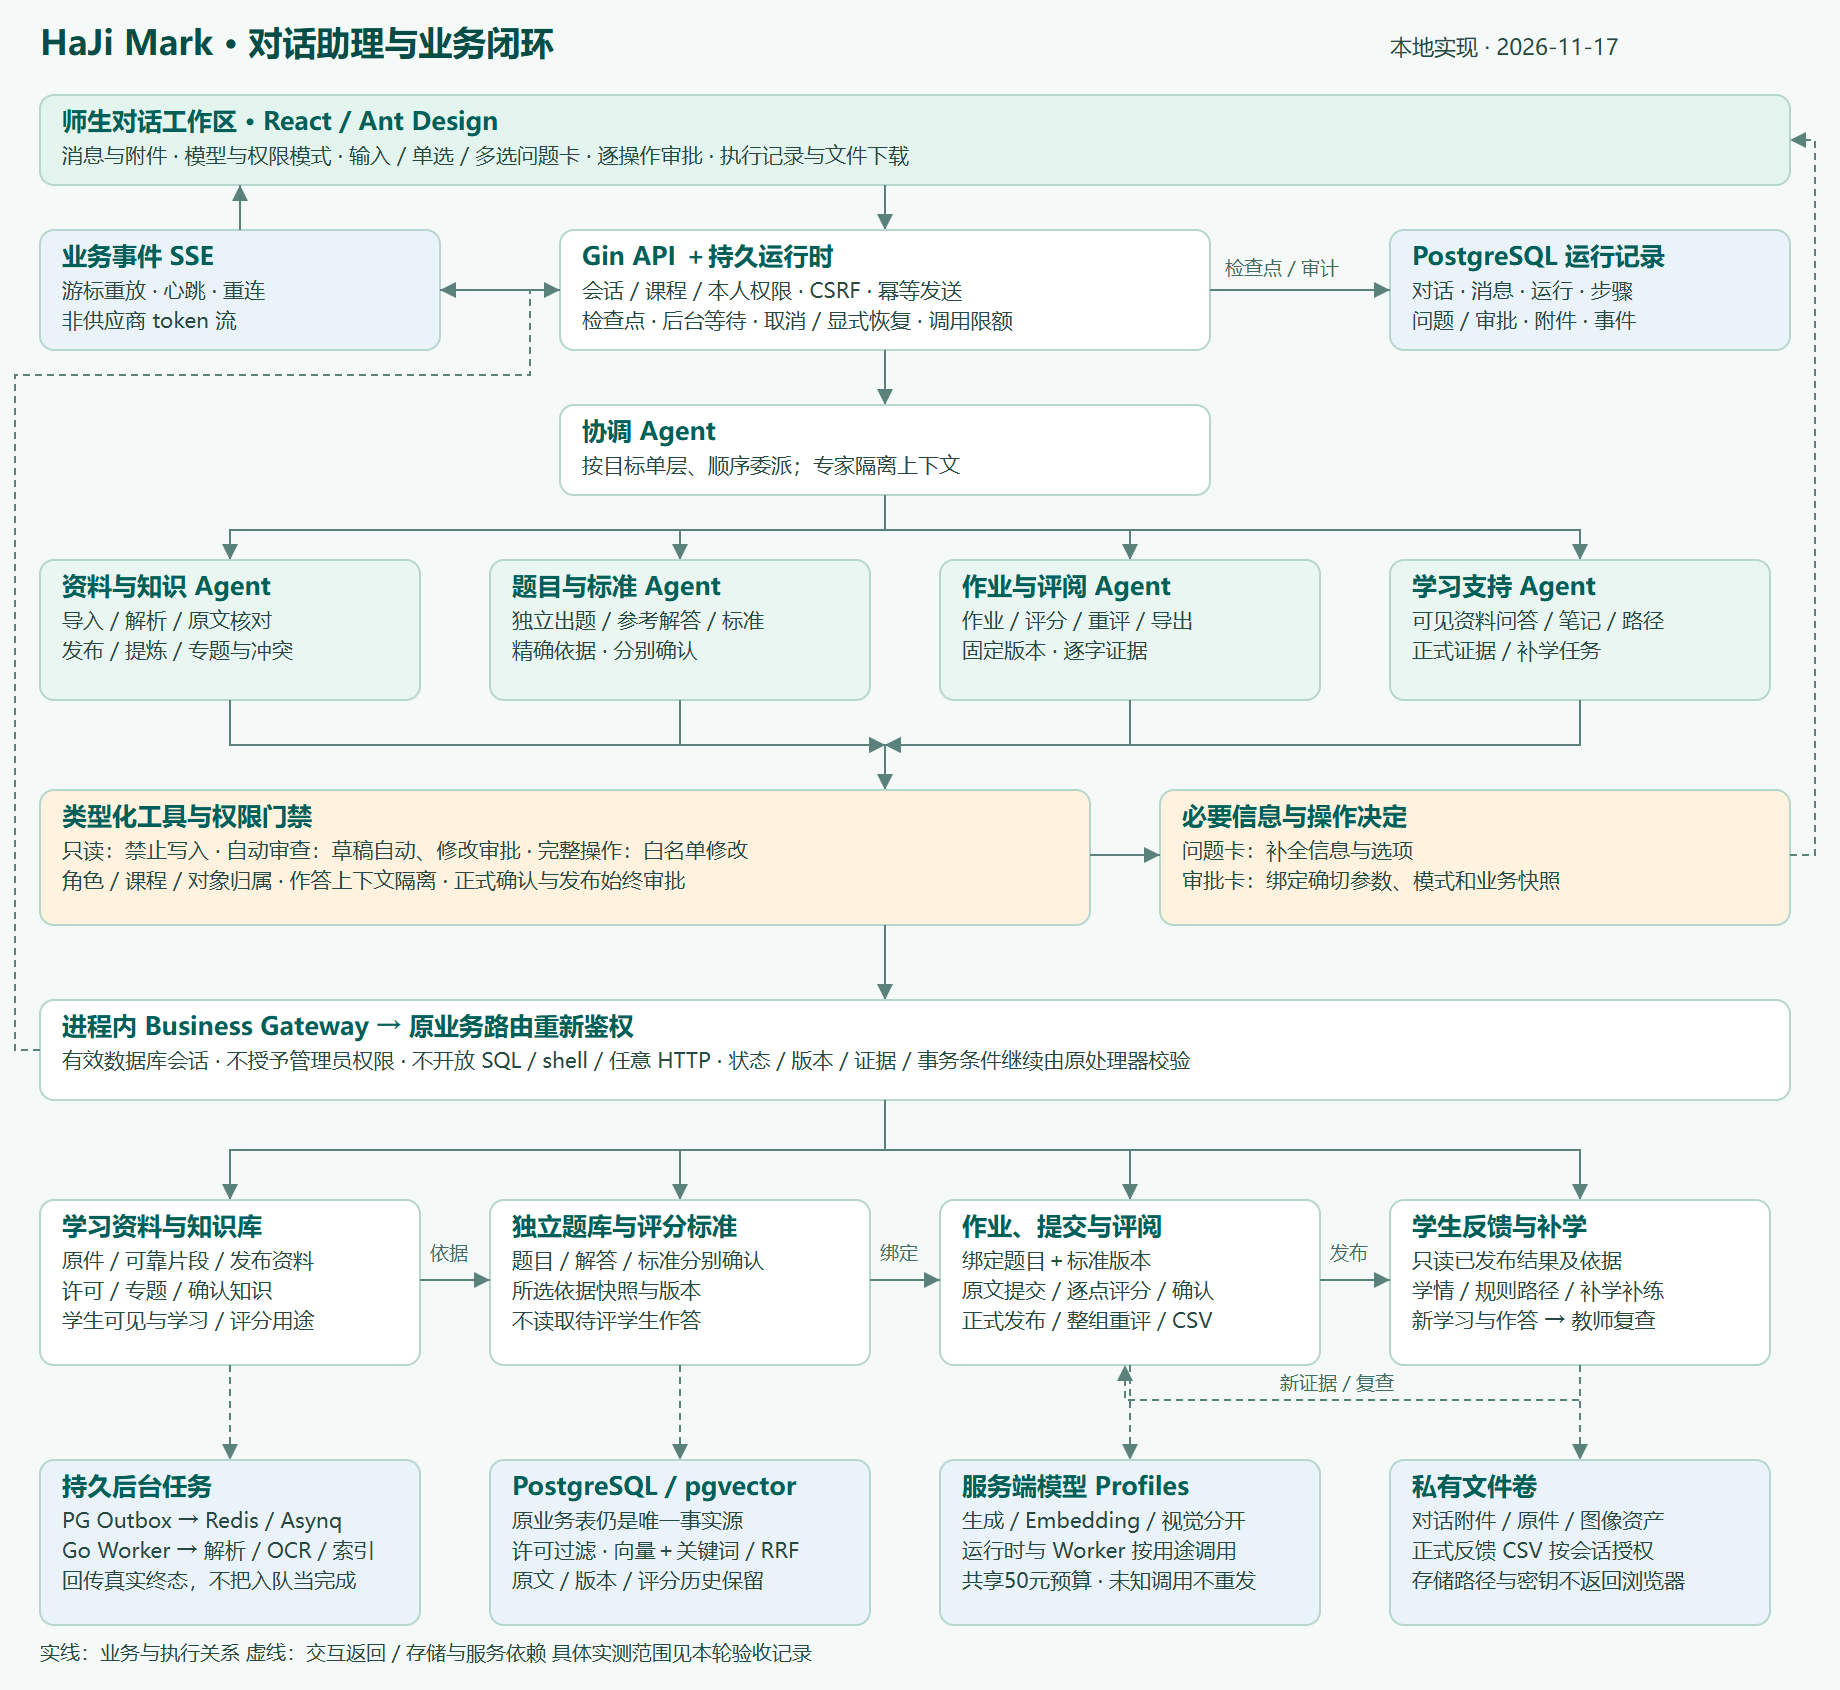 HaJi Mark · 对话助理与业务闭环
本地实现 · 2026-11-17
师生对话工作区 · React / Ant Design
消息与附件 · 模型与权限模式 · 输入 / 单选 / 多选问题卡 · 逐操作审批 · 执行记录与文件下载
业务事件 SSE
游标重放 · 心跳 · 重连
非供应商 token 流
Gin API ＋持久运行时
会话 / 课程 / 本人权限 · CSRF · 幂等发送
检查点 · 后台等待 · 取消 / 显式恢复 · 调用限额
检查点 / 审计
PostgreSQL 运行记录
对话 · 消息 · 运行 · 步骤
问题 / 审批 · 附件 · 事件
协调 Agent
按目标单层、顺序委派；专家隔离上下文
资料与知识 Agent
导入 / 解析 / 原文核对
发布 / 提炼 / 专题与冲突
题目与标准 Agent
独立出题 / 参考解答 / 标准
精确依据 · 分别确认
作业与评阅 Agent
作业 / 评分 / 重评 / 导出
固定版本 · 逐字证据
学习支持 Agent
可见资料问答 / 笔记 / 路径
正式证据 / 补学任务
类型化工具与权限门禁
只读：禁止写入 · 自动审查：草稿自动、修改审批 · 完整操作：白名单修改
角色 / 课程 / 对象归属 · 作答上下文隔离 · 正式确认与发布始终审批
必要信息与操作决定
问题卡：补全信息与选项
审批卡：绑定确切参数、模式和业务快照
进程内 Business Gateway → 原业务路由重新鉴权
有效数据库会话 · 不授予管理员权限 · 不开放 SQL / shell / 任意 HTTP · 状态 / 版本 / 证据 / 事务条件继续由原处理器校验
学习资料与知识库
原件 / 可靠片段 / 发布资料
许可 / 专题 / 确认知识
学生可见与学习 / 评分用途
依据
独立题库与评分标准
题目 / 解答 / 标准分别确认
所选依据快照与版本
不读取待评学生作答
绑定
作业、提交与评阅
绑定题目＋标准版本
原文提交 / 逐点评分 / 确认
正式发布 / 整组重评 / CSV
发布
学生反馈与补学
只读已发布结果及依据
学情 / 规则路径 / 补学补练
新学习与作答 → 教师复查
新证据 / 复查
持久后台任务
PG Outbox → Redis / Asynq
Go Worker → 解析 / OCR / 索引
回传真实终态，不把入队当完成
PostgreSQL / pgvector
原业务表仍是唯一事实源
许可过滤 · 向量＋关键词 / RRF
原文 / 版本 / 评分历史保留
服务端模型 Profiles
生成 / Embedding / 视觉分开
运行时与 Worker 按用途调用
共享50元预算 · 未知调用不重发
私有文件卷
对话附件 / 原件 / 图像资产
正式反馈 CSV 按会话授权
存储路径与密钥不返回浏览器
实线：业务与执行关系 虚线：交互返回 / 存储与服务依赖 具体实测范围见本轮验收记录